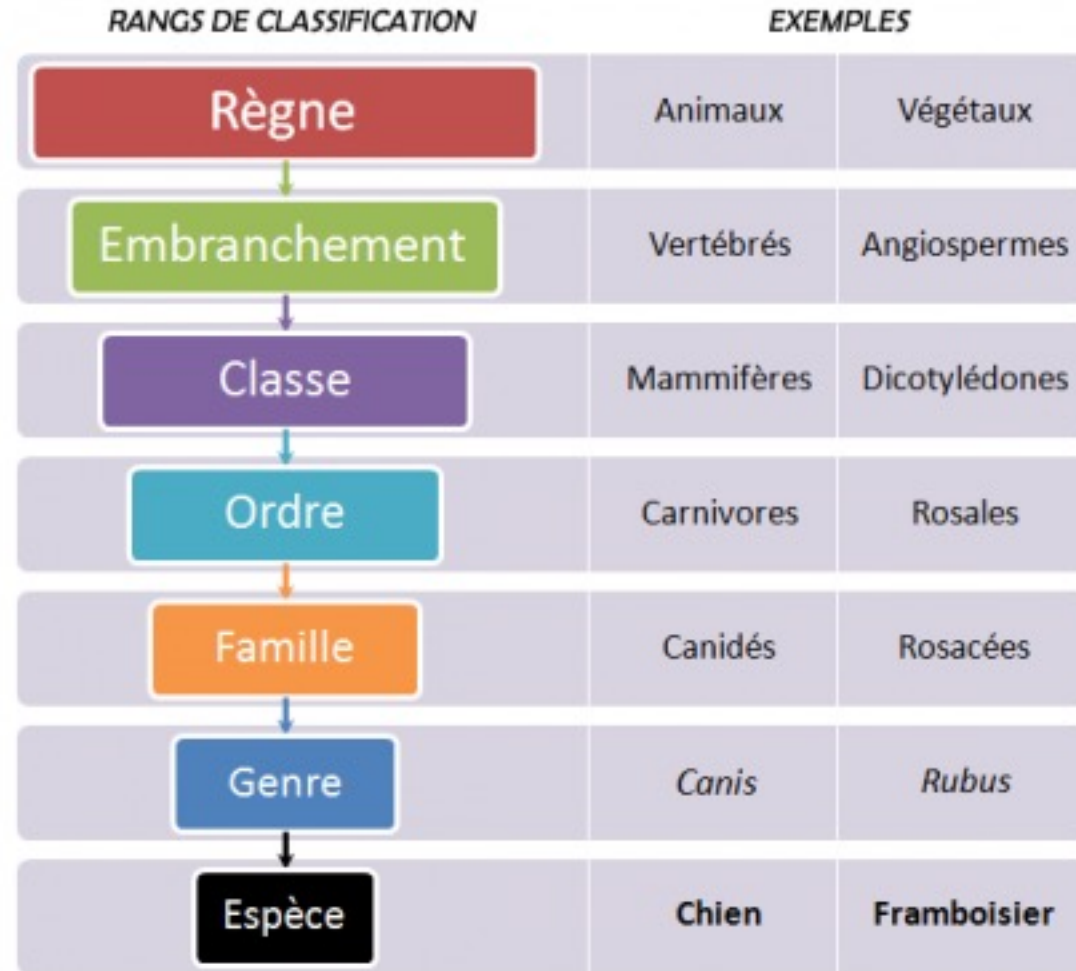 RANGS DE CLASSIFICATION EXEMPLES
Règne Animaux Végétaux
Embranchement Vertébrés Angiospermes
Classe Mammifères Dicotylédones
Ordre Carnivores Rosales
Famille Canidés Rosacées
Genre Canis Rubus
Espèce Chien Framboisier